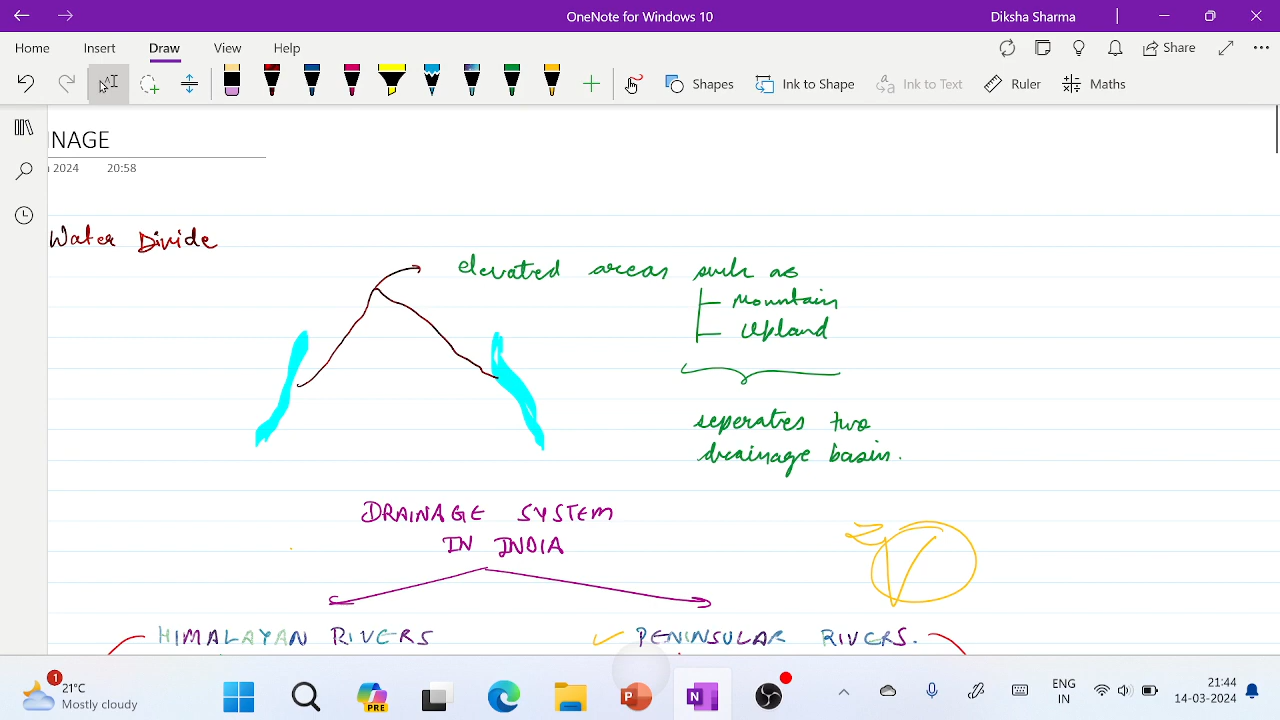 OneNote for Windows 10
Diksha Sharma
Home Insert Draw View Help
Share
Shapes Ink to Shape Ink to Text Ruler Maths
NAGE
2024 20:58
Water Divide
elevated areas such as
Mountain
Upland
seperates two
drainage basin.
DRAINAGE SYSTEM
IN INDIA
HIMALAYAN RIVERS
PENINSULAR RIVERS.
1
21°C
Mostly cloudy
PRE
ENG
IN
21:44
14-03-2024